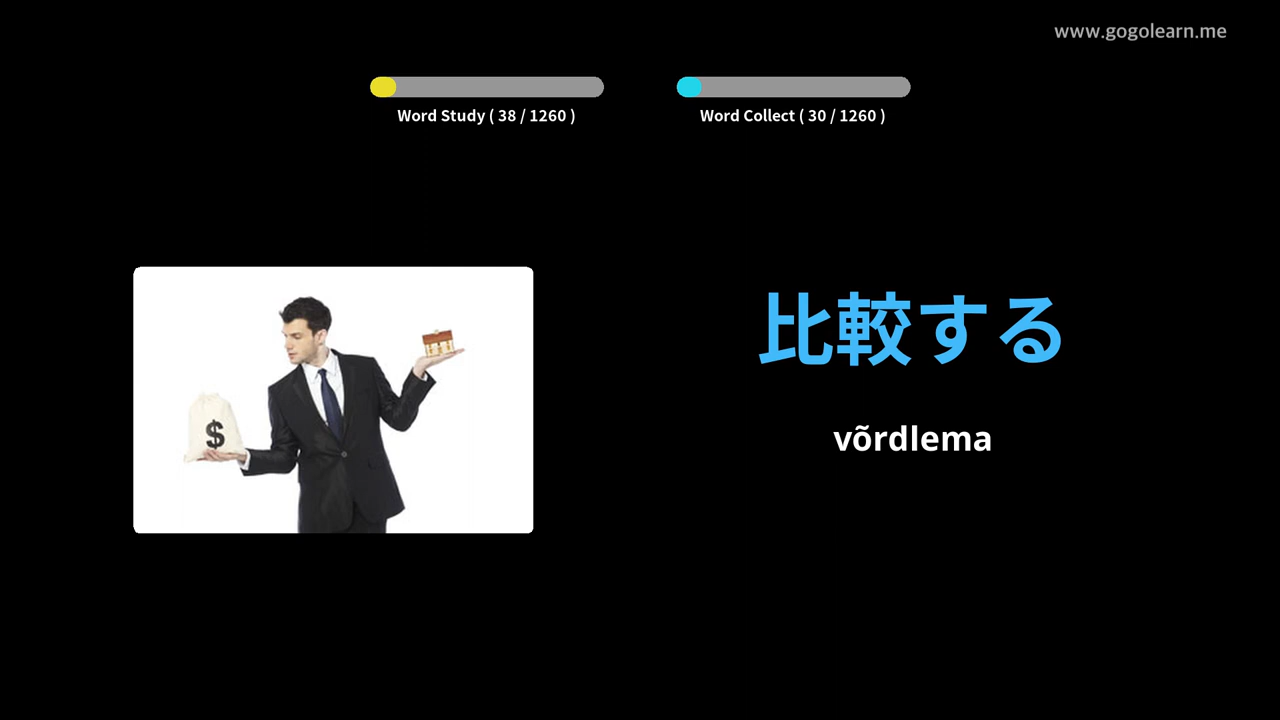 www.gogolearn.me
Word Study ( 38 / 1260 )
Word Collect ( 30 / 1260 )
比較する
võrdlema
$